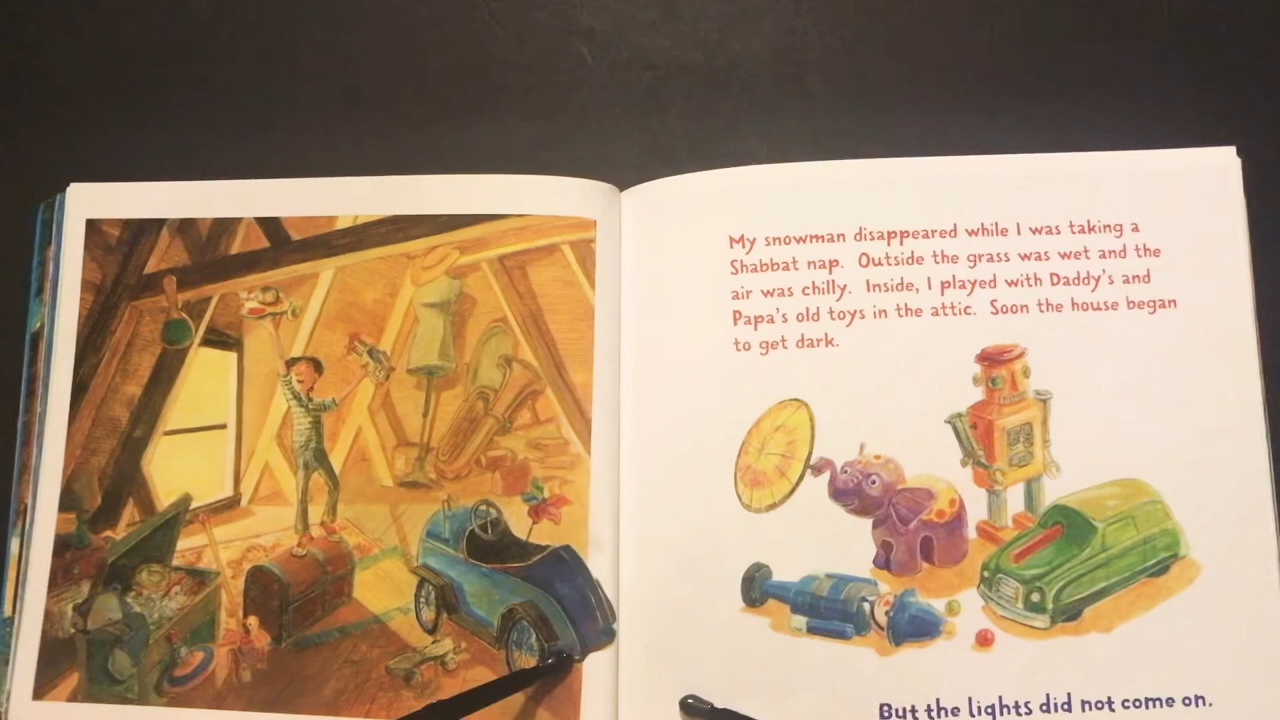 My snowman disappeared while I was taking a
Shabbat nap. Outside the grass was wet and the
air was chilly. Inside, I played with Daddy's and
Papa's old toys in the attic. Soon the house began
to get dark.
But the lights did not come on.